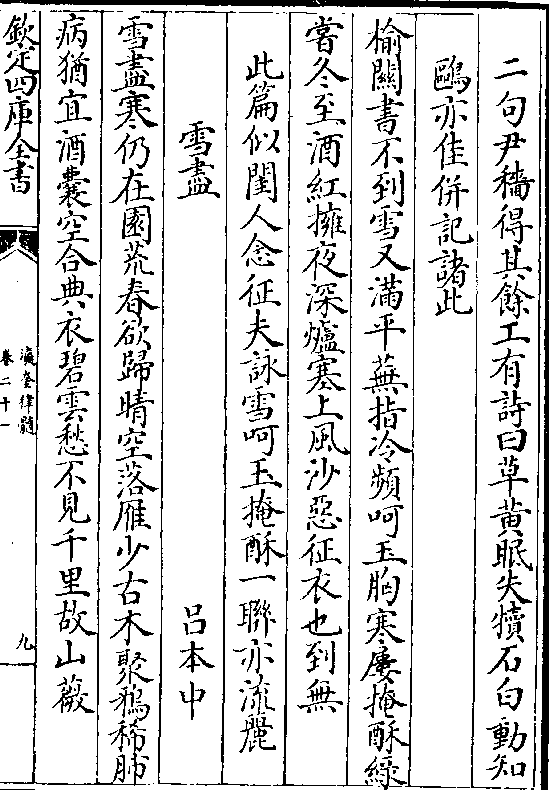 二句尹穡得其餘工有詩曰草黄眠失犢石白動知
鷗亦佳併記諸此
榆關書不到雪又滿平蕪指冷頻呵玉胸寒屢掩酥綠
嘗冬至酒紅擁夜深爐塞上風沙惡征衣也到無
此篇似閨人念征夫詠雪呵玉掩酥一聯亦流麗
雪盡
吕本中
雪盡寒仍在園荒春欲歸晴空落雁少古木聚鴉稀肺
病猶宜酒囊空合典衣碧雲愁不見千里故山薇
欽定四庫全書
瀛奎律髓
卷二十一
九